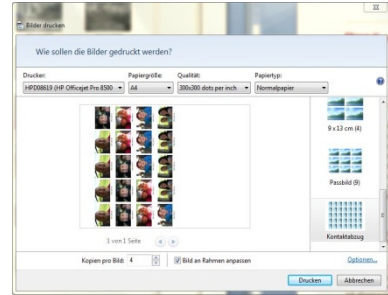 Bilder drucken
Wie sollen die Bilder gedruckt werden?
Drucker: Papiergröße: Qualität: Papiertyp:
HPD08619 (HP Officejet Pro 8500 A4 300x300 dots per inch Normalpapier
9 x 13 cm (4)
Passbild (9)
Kontaktabzug
1 von 1 Seite
Kopien pro Bild: 4 Bild an Rahmen anpassen Optionen...
Drucken Abbrechen